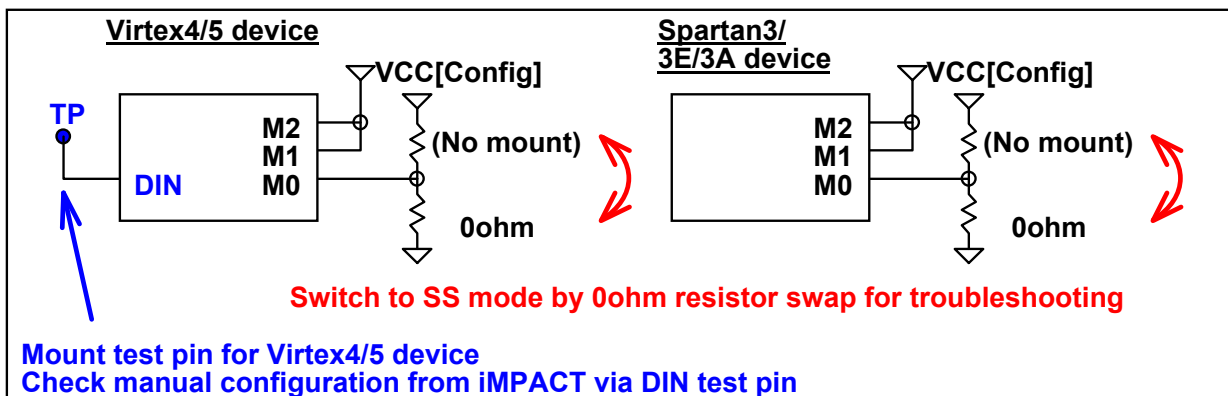 Virtex4/5 device
VCC[Config]
TP
M2
M1
M0
DIN
(No mount)
0ohm
Spartan3/
3E/3A device
VCC[Config]
M2
M1
M0
(No mount)
0ohm
Switch to SS mode by 0ohm resistor swap for troubleshooting
Mount test pin for Virtex4/5 device
Check manual configuration from iMPACT via DIN test pin